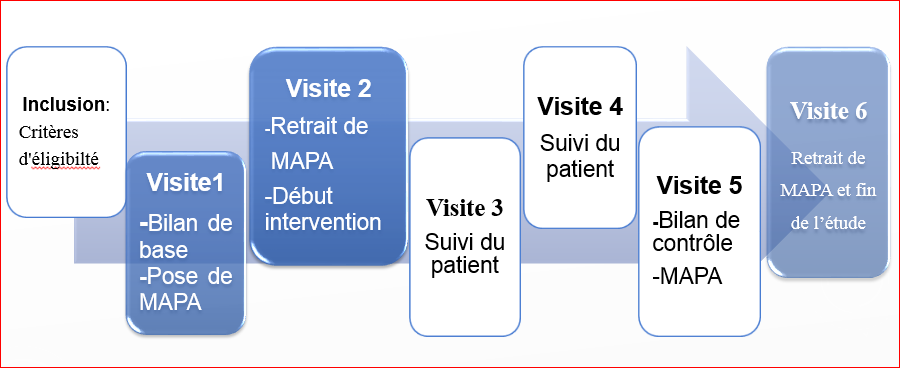 Inclusion:
Critères
d'éligibilté
Visite1
-Bilan de
base
-Pose de
MAPA
Visite 2
-Retrait de
MAPA
-Début
intervention
Visite 3
Suivi du
patient
Visite 4
Suivi du
patient
Visite 5
-Bilan de
contrôle
-MAPA
Visite 6
Retrait de
MAPA et fin
de l’étude